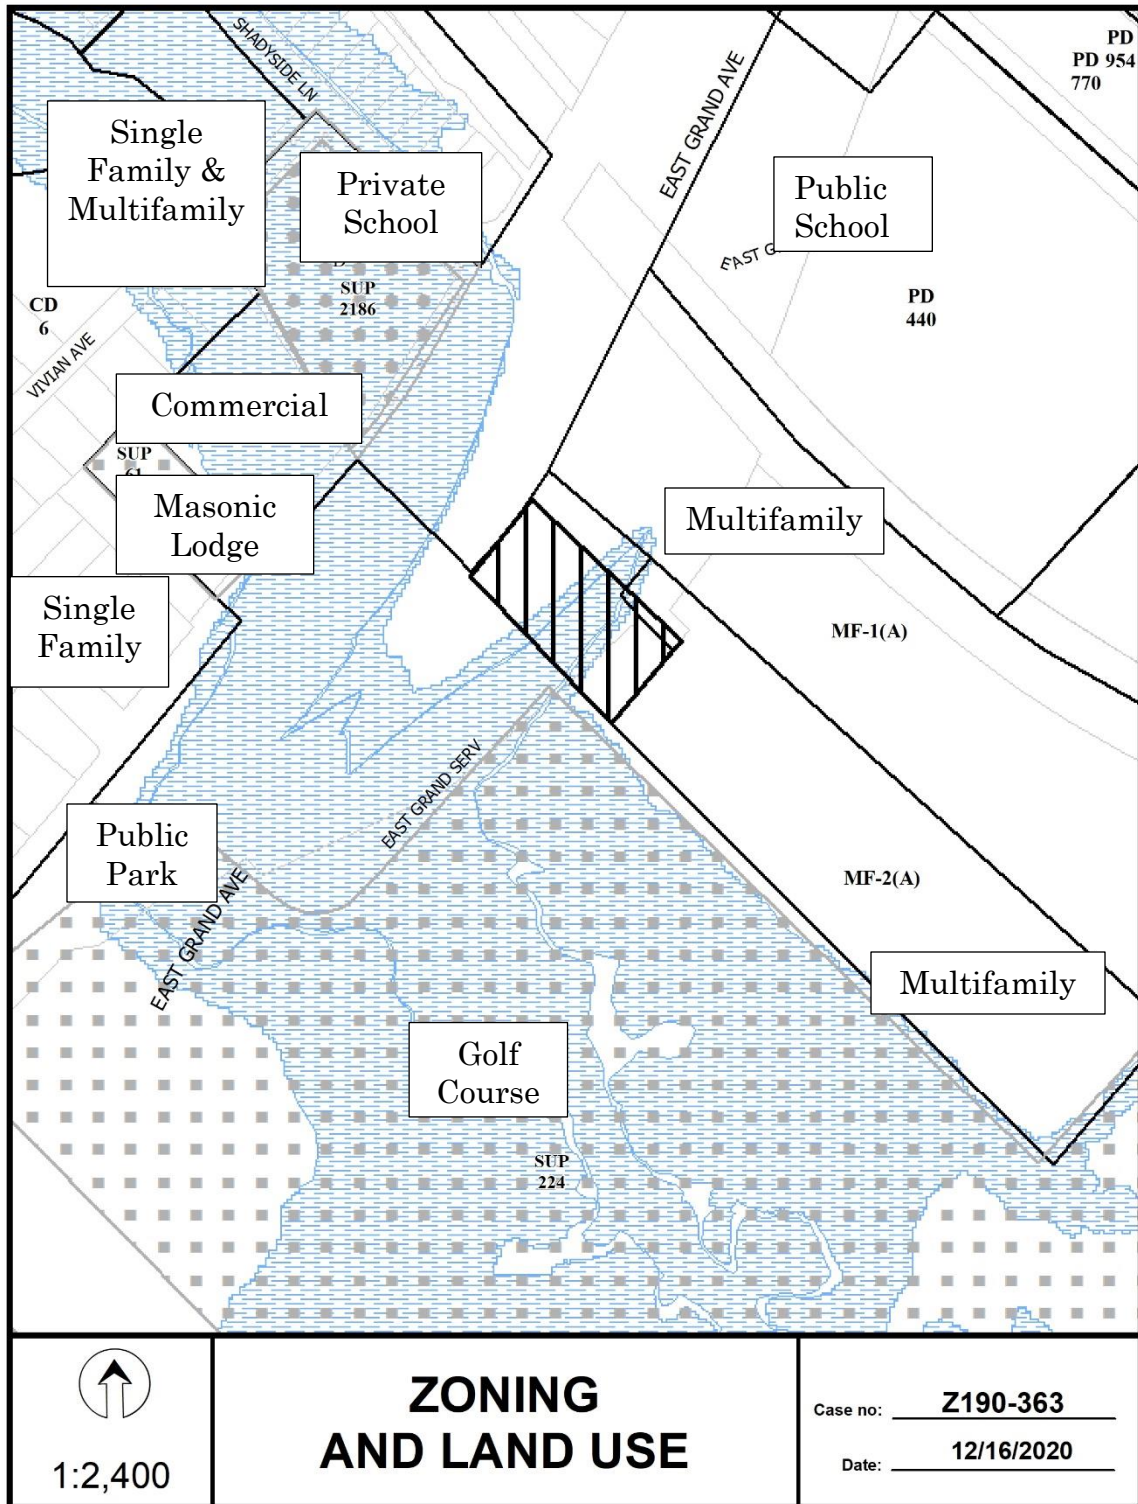 SHADYSIDE LN
PD
954
PD
770
EAST GRAND AVE
Single
Family &
Multifamily
Private
School
Public
School
EAST G
SUP
2186
PD
440
CD
6
VIVIAN AVE
Commercial
SUP
61
Masonic
Lodge
Multifamily
Single
Family
MF-1(A)
EAST GRAND SERV
Public
Park
MF-2(A)
EAST GRAND AVE
Multifamily
Golf
Course
SUP
224
1:2,400
ZONING
AND LAND USE
Case no: Z190-363
Date: 12/16/2020